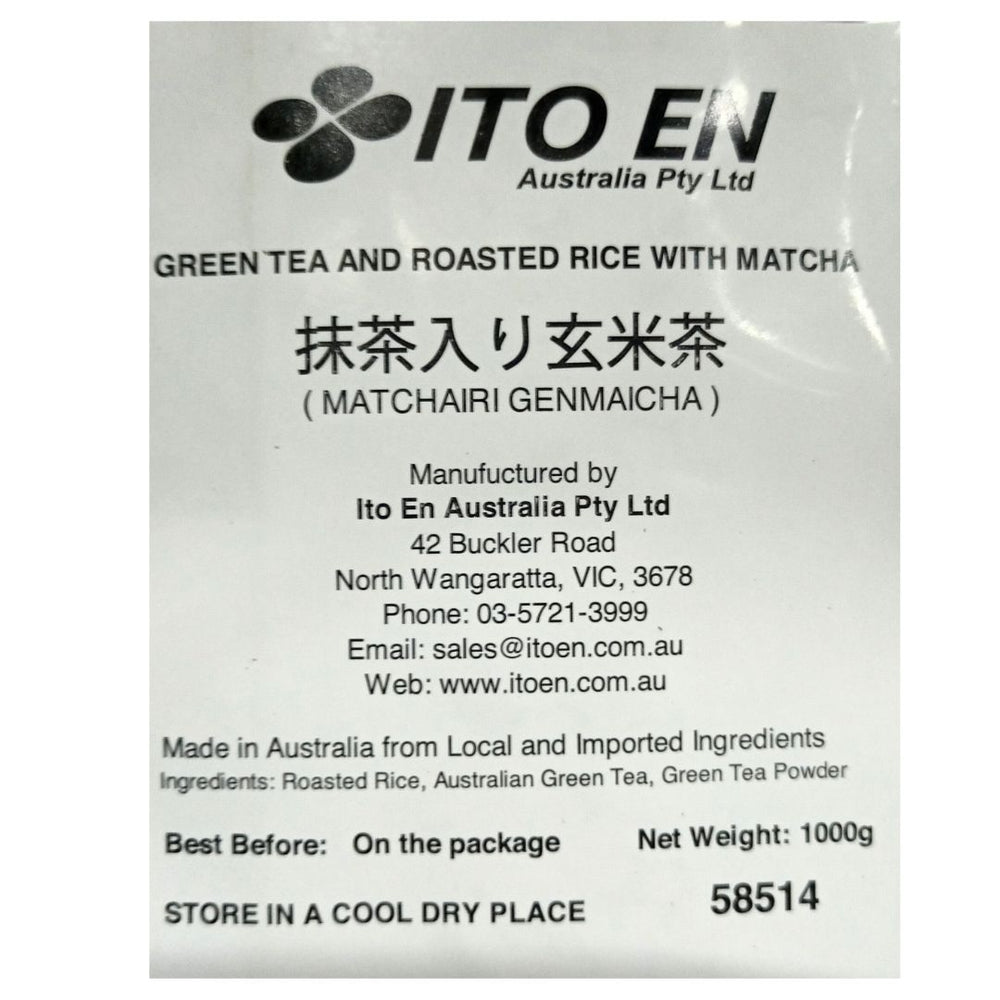 ITO EN
Australia Pty Ltd
GREEN TEA AND ROASTED RICE WITH MATCHA
抹茶入り玄米茶
( MATCHAIRI GENMAICHA )
Manufuctured by
Ito En Australia Pty Ltd
42 Buckler Road
North Wangaratta, VIC, 3678
Phone: 03-5721-3999
Email: sales@itoen.com.au
Web: www.itoen.com.au
Made in Australia from Local and Imported Ingredients
Ingredients: Roasted Rice, Australian Green Tea, Green Tea Powder
Best Before: On the package Net Weight: 1000g
STORE IN A COOL DRY PLACE 58514